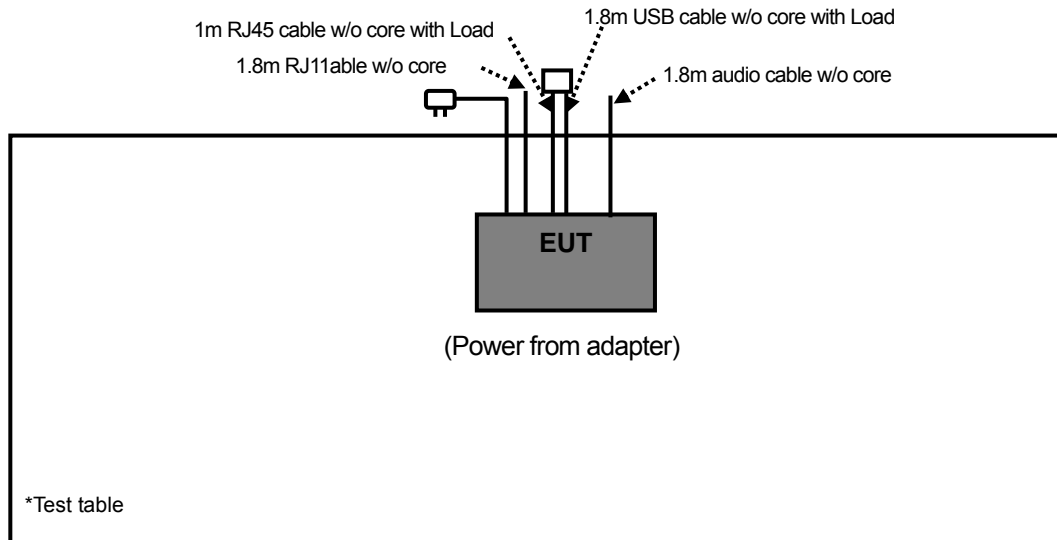 1m RJ45 cable w/o core with Load
1.8m USB cable w/o core with Load
1.8m RJ11able w/o core
1.8m audio cable w/o core
EUT
(Power from adapter)
*Test table